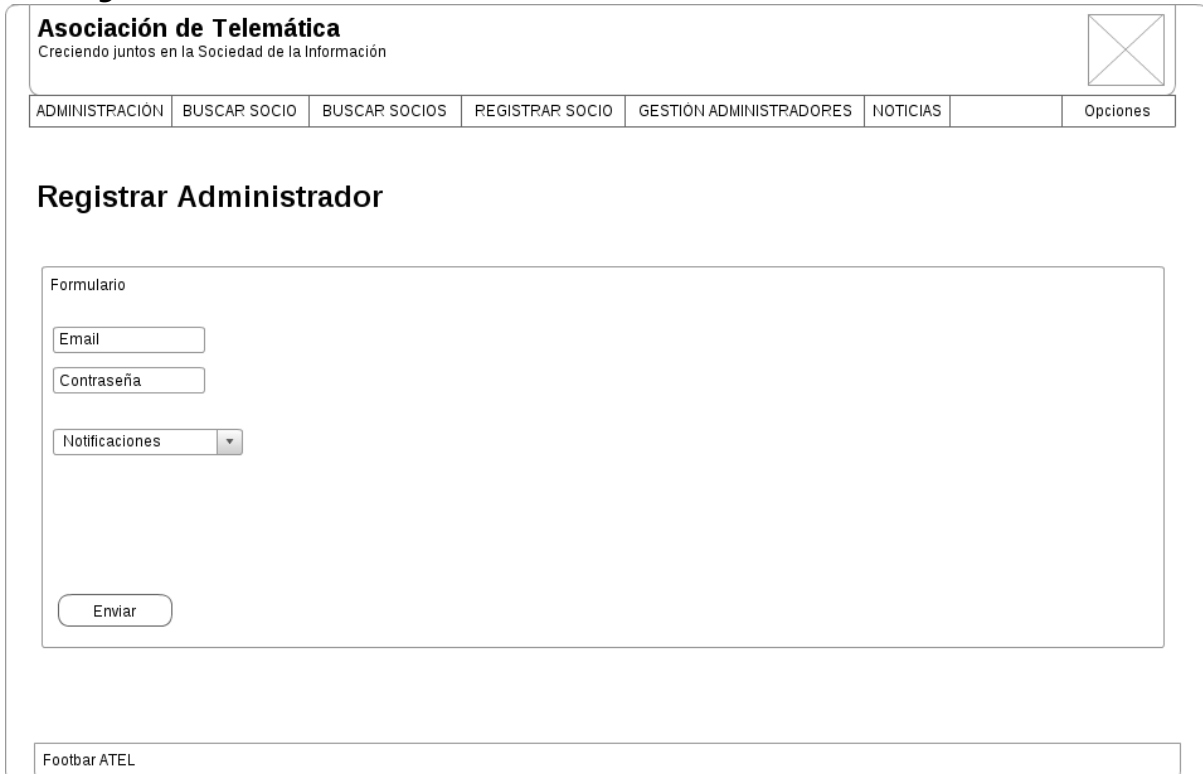 Asociación de Telemática
Creciendo juntos en la Sociedad de la Información
ADMINISTRACIÓN BUSCAR SOCIO BUSCAR SOCIOS REGISTRAR SOCIO GESTIÓN ADMINISTRADORES NOTICIAS Opciones
Registrar Administrador
Formulario
Email
Contraseña
Notificaciones
Enviar
Footbar ATEL